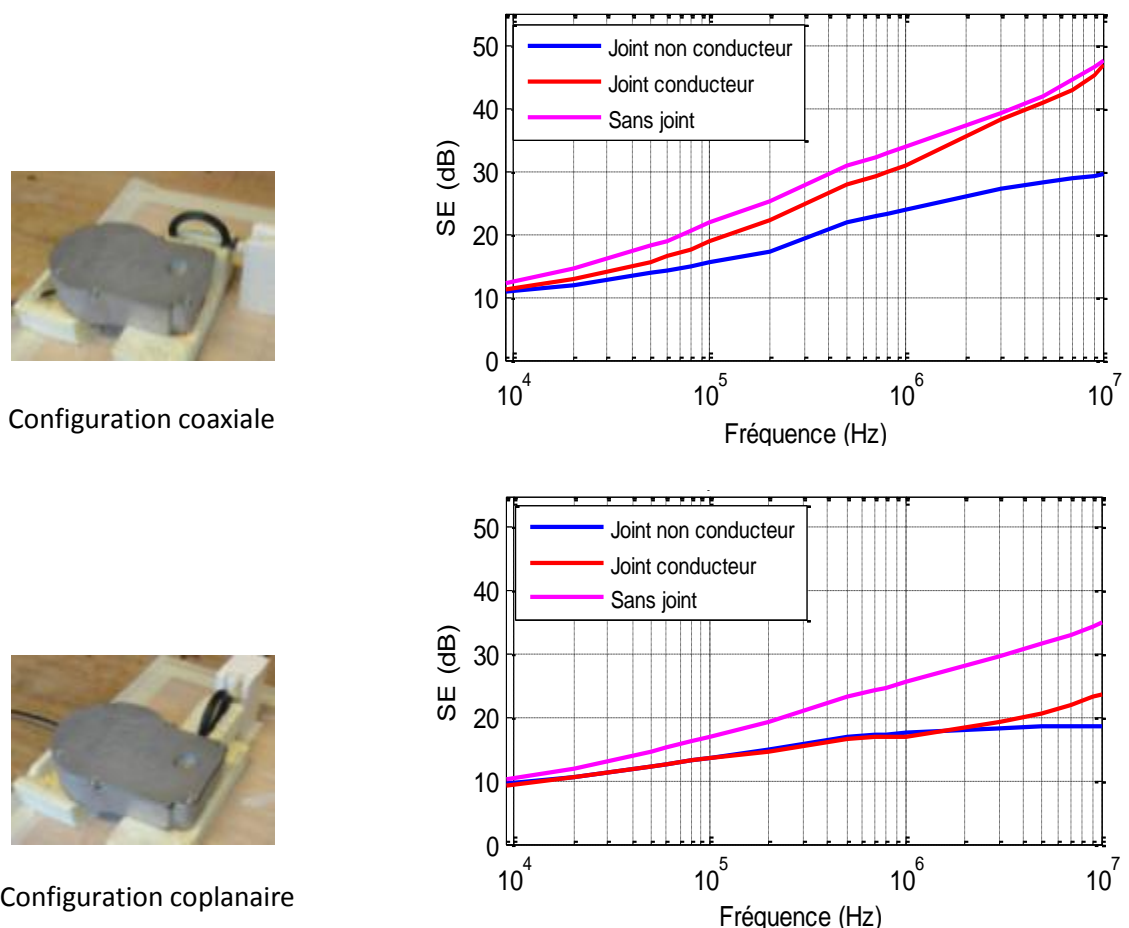 50
40
30
20
10
0
SE (dB)
Joint non conducteur
Joint conducteur
Sans joint
10^4
10^5
10^6
10^7
Fréquence (Hz)
Configuration coaxiale
50
40
30
20
10
0
SE (dB)
Joint non conducteur
Joint conducteur
Sans joint
10^4
10^5
10^6
10^7
Fréquence (Hz)
Configuration coplanaire